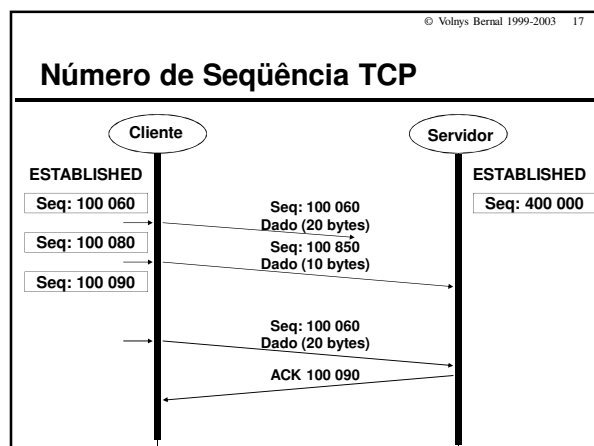 © Volnys Bernal 1999-2003 17
Número de Seqüência TCP
Cliente
Servidor
ESTABLISHED
ESTABLISHED
Seq: 100 060
Seq: 400 000
Seq: 100 060
Dado (20 bytes)
Seq: 100 080
Seq: 100 850
Dado (10 bytes)
Seq: 100 090
Seq: 100 060
Dado (20 bytes)
ACK 100 090